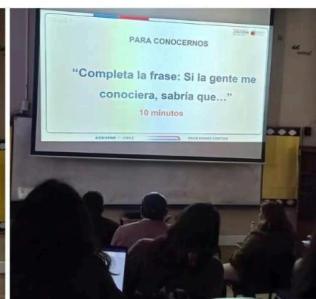 PARA CONOCERNOS
“Completa la frase: Si la gente me
conociera, sabría que...”
10 minutos